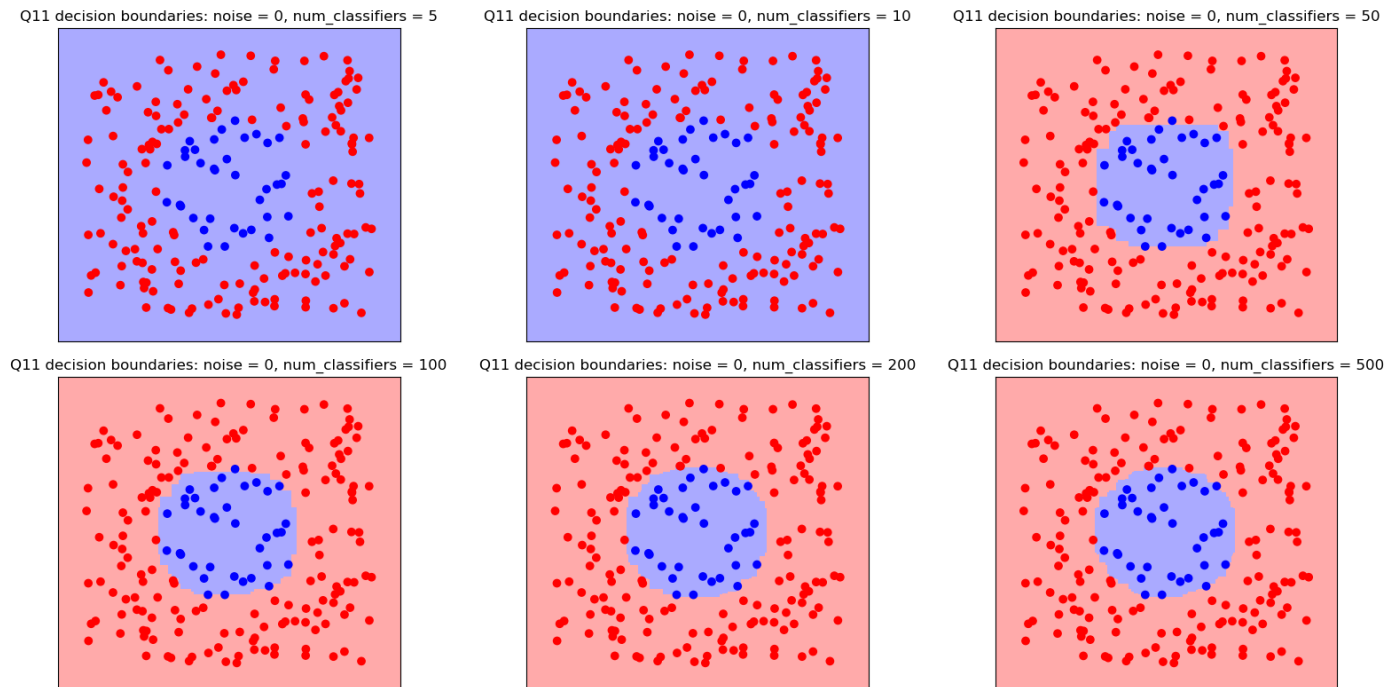 Q11 decision boundaries: noise = 0, num_classifiers = 5
Q11 decision boundaries: noise = 0, num_classifiers = 10
Q11 decision boundaries: noise = 0, num_classifiers = 50
Q11 decision boundaries: noise = 0, num_classifiers = 100
Q11 decision boundaries: noise = 0, num_classifiers = 200
Q11 decision boundaries: noise = 0, num_classifiers = 500